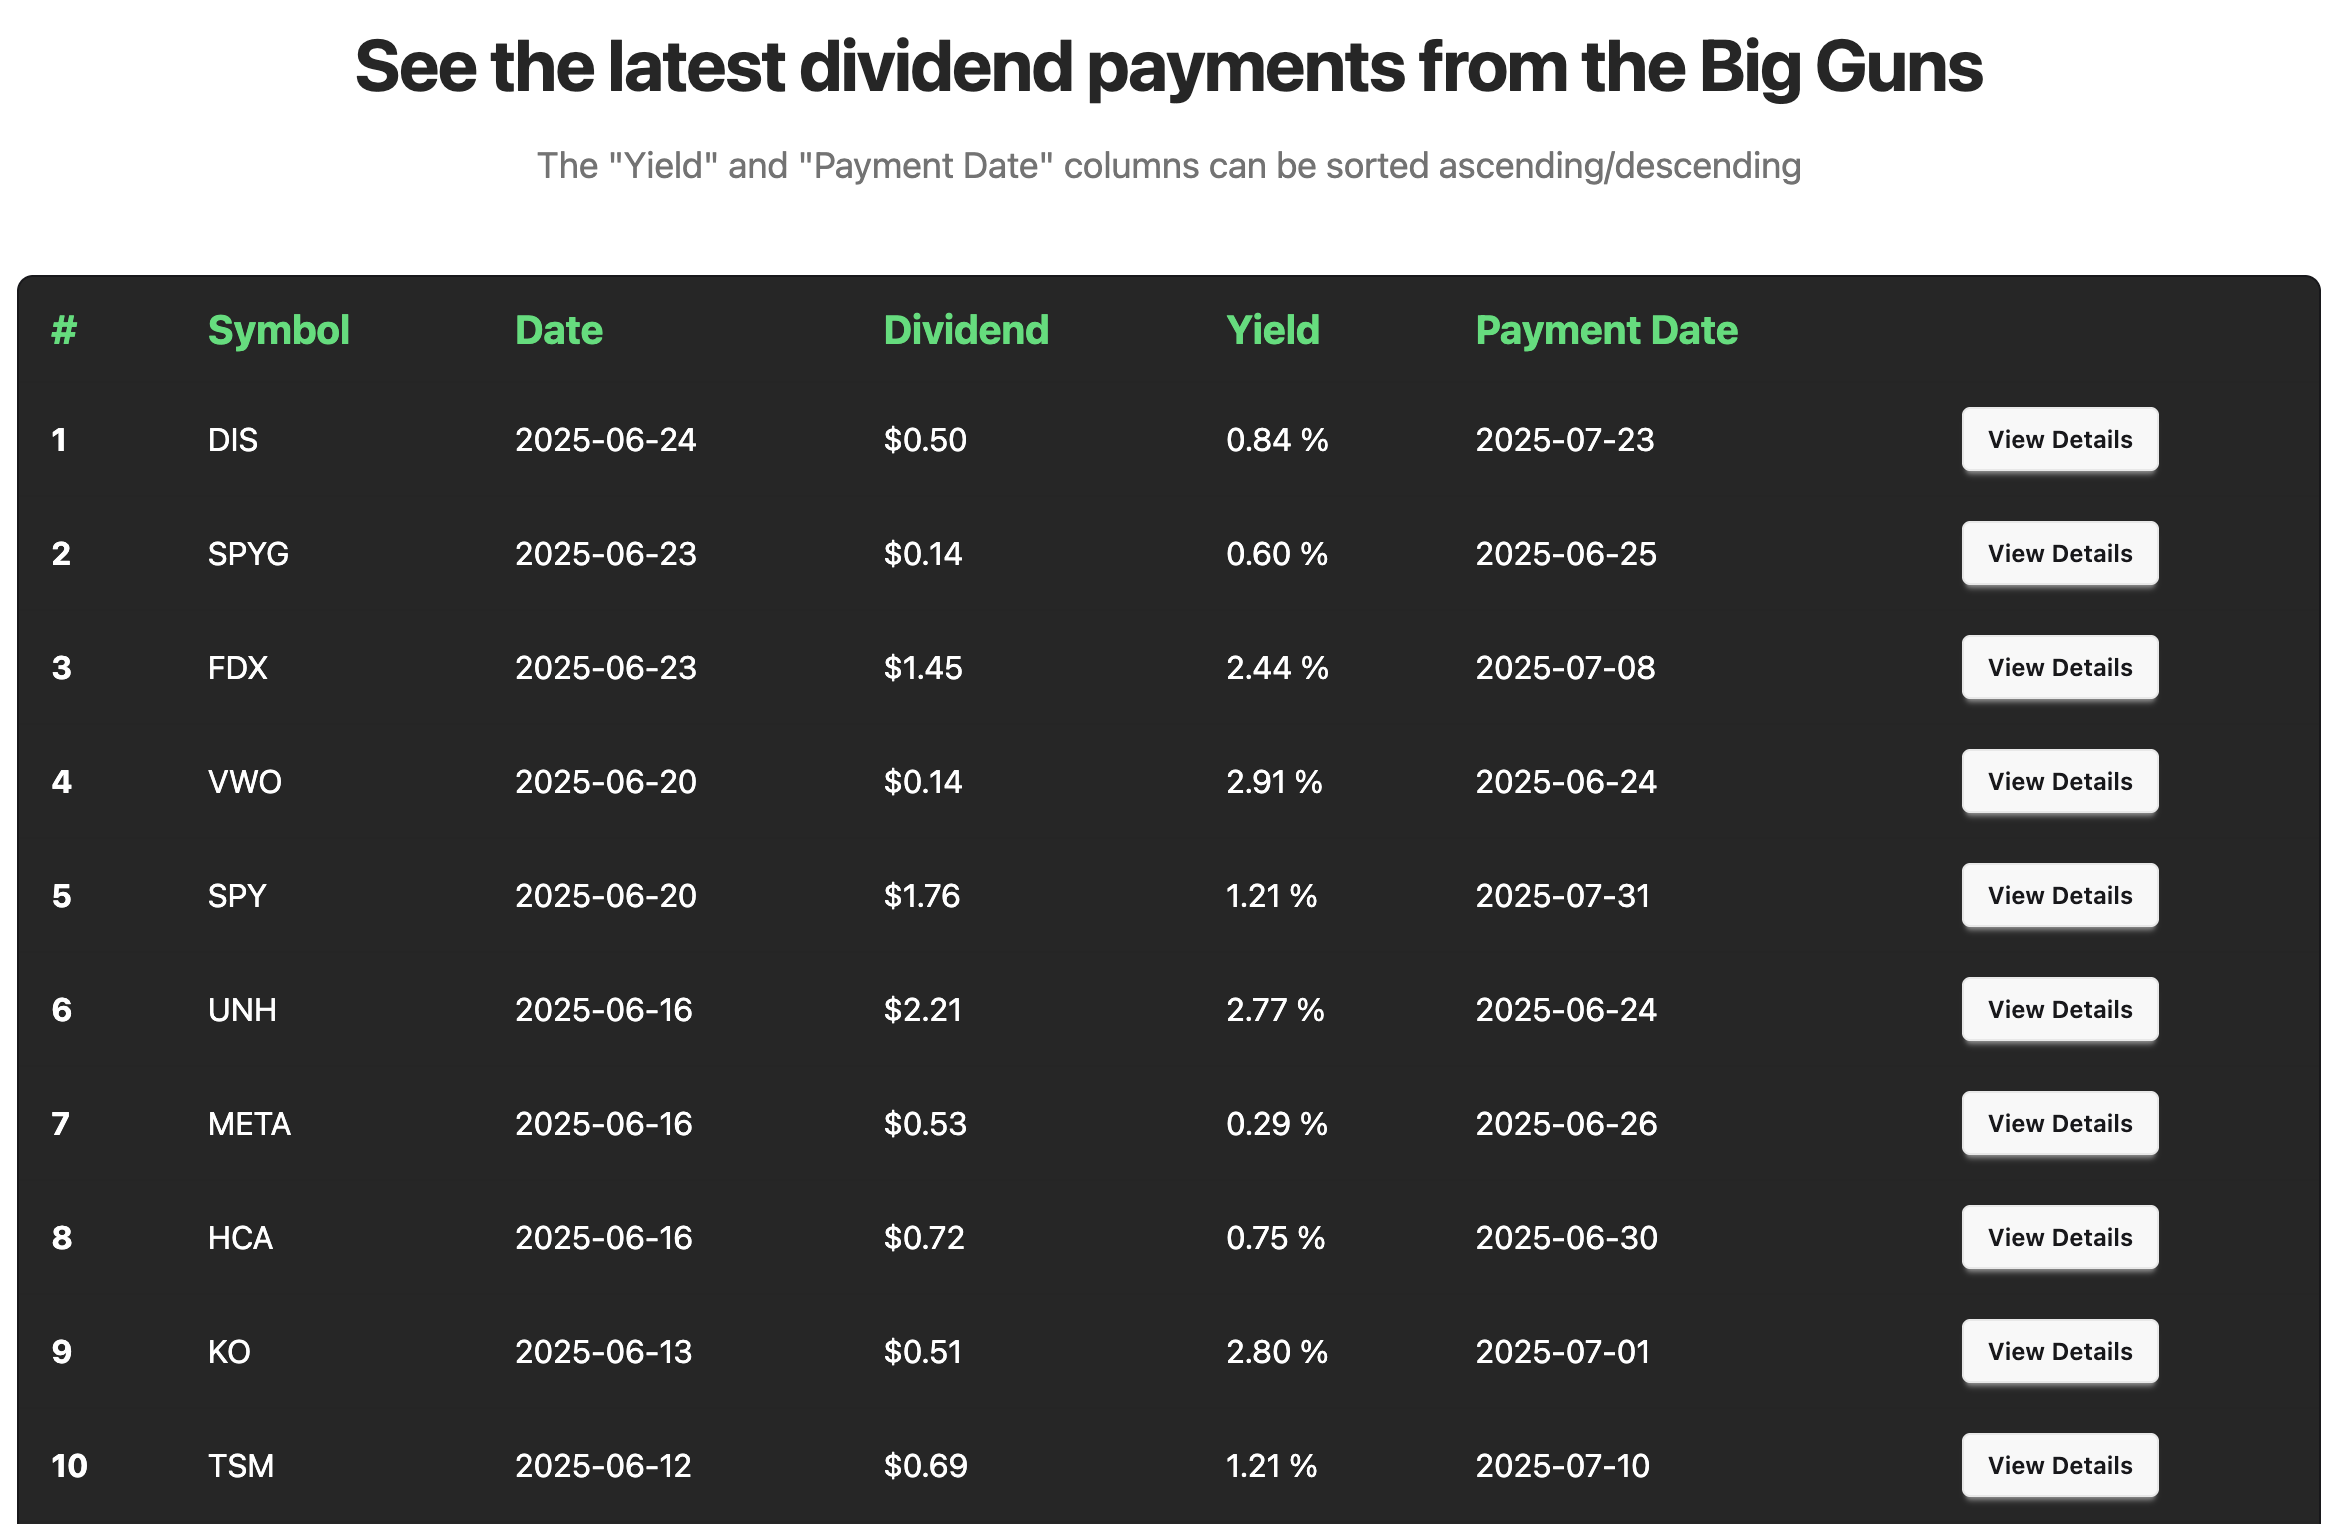 See the latest dividend payments from the Big Guns
The "Yield" and "Payment Date" columns can be sorted ascending/descending
# Symbol Date Dividend Yield Payment Date
1 DIS 2025-06-24 $0.50 0.84 % 2025-07-23 View Details
2 SPYG 2025-06-23 $0.14 0.60 % 2025-06-25 View Details
3 FDX 2025-06-23 $1.45 2.44 % 2025-07-08 View Details
4 VWO 2025-06-20 $0.14 2.91 % 2025-06-24 View Details
5 SPY 2025-06-20 $1.76 1.21 % 2025-07-31 View Details
6 UNH 2025-06-16 $2.21 2.77 % 2025-06-24 View Details
7 META 2025-06-16 $0.53 0.29 % 2025-06-26 View Details
8 HCA 2025-06-16 $0.72 0.75 % 2025-06-30 View Details
9 KO 2025-06-13 $0.51 2.80 % 2025-07-01 View Details
10 TSM 2025-06-12 $0.69 1.21 % 2025-07-10 View Details